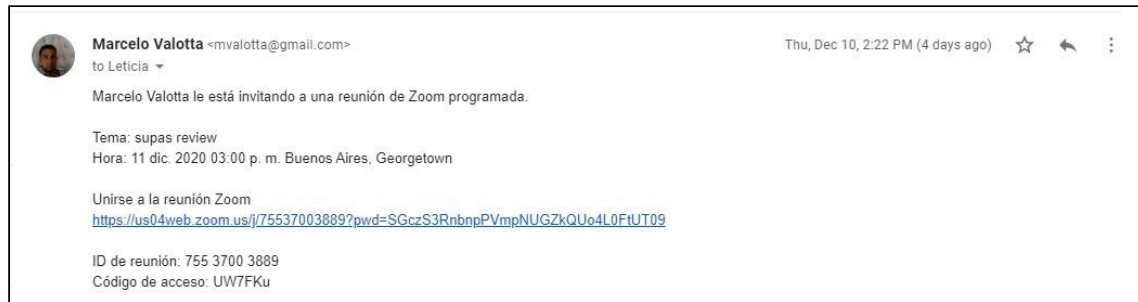 Marcelo Valotta <mvalotta@gmail.com>
Thu, Dec 10, 2:22 PM (4 days ago)
to Leticia
Marcelo Valotta le está invitando a una reunión de Zoom programada.
Tema: supas review
Hora: 11 dic. 2020 03:00 p. m. Buenos Aires, Georgetown
Unirse a la reunión Zoom
https://us04web.zoom.us/j/75537003889?pwd=SGczS3RnbnpPVmpNUGZkQUo4L0FtUT09
ID de reunión: 755 3700 3889
Código de acceso: UW7FKu